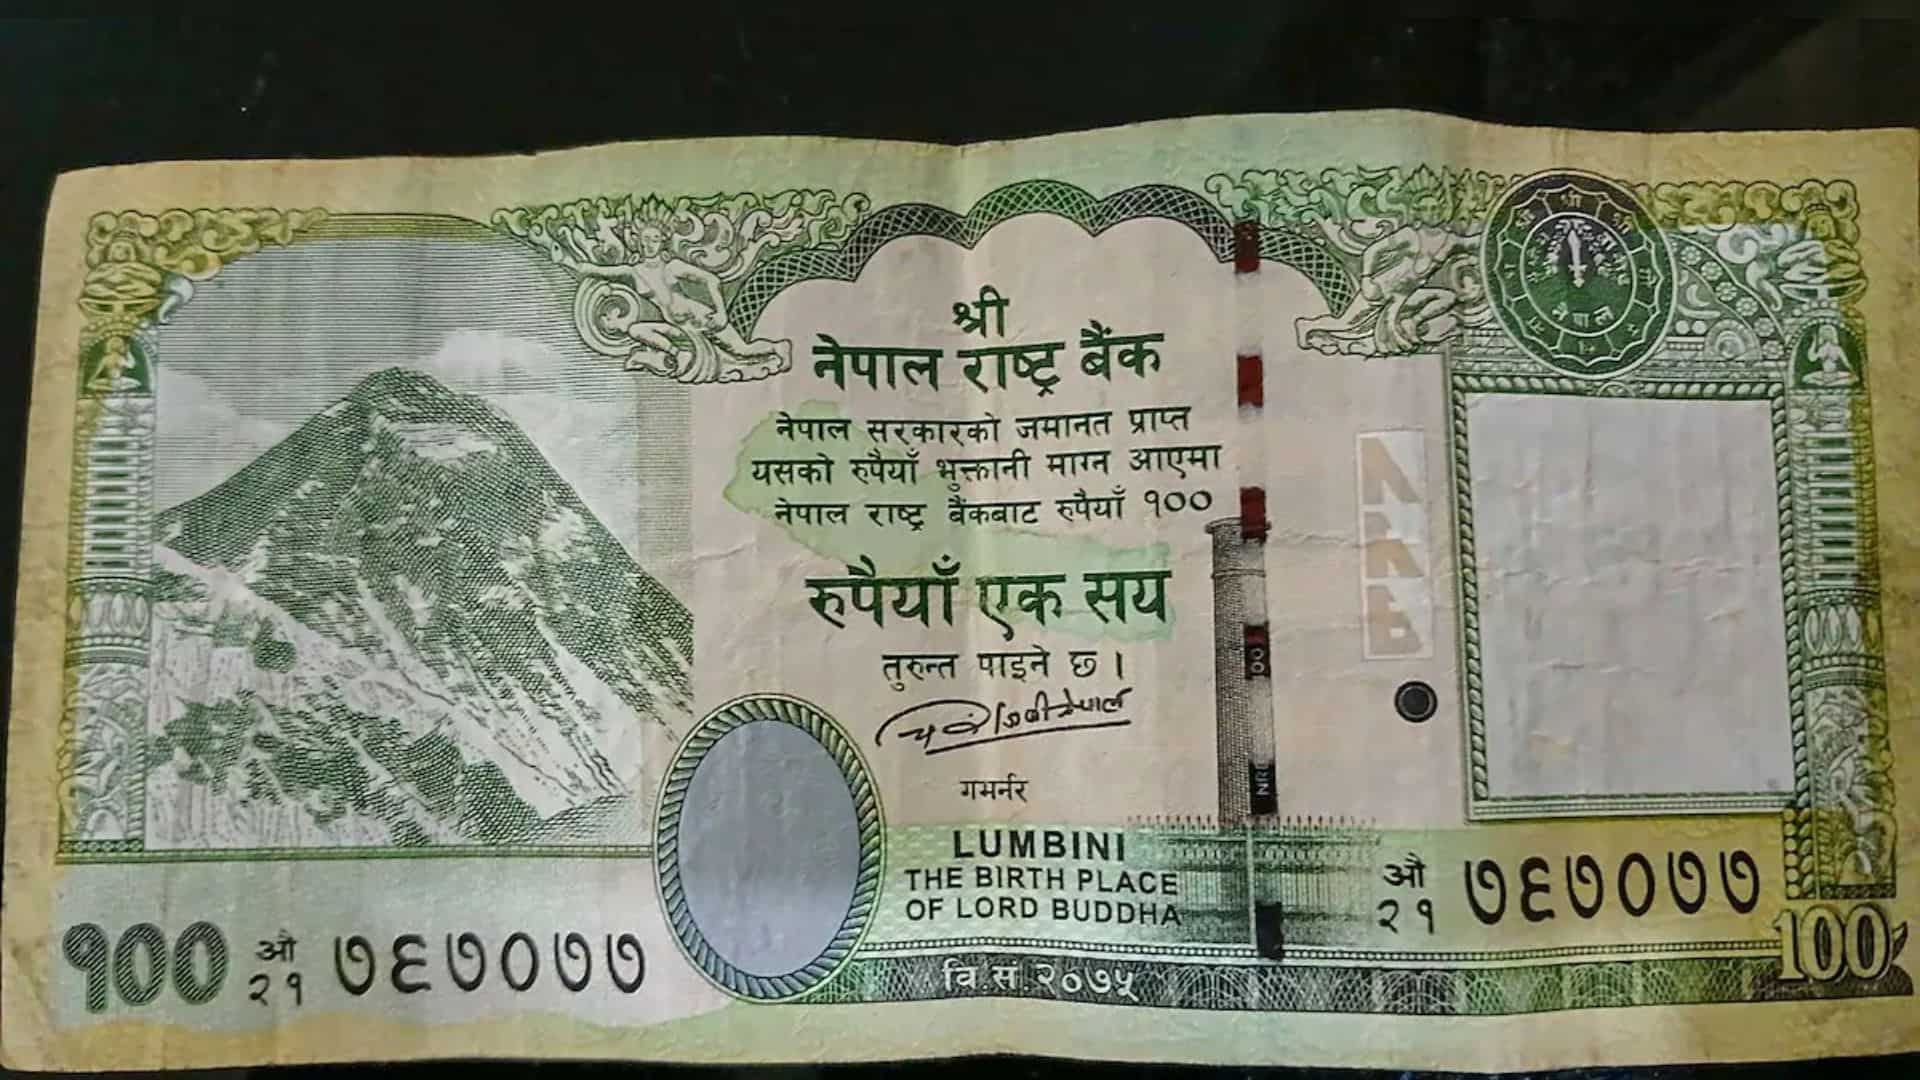 श्री
नेपाल राष्ट्र बैंक
नेपाल सरकारको जमानत प्राप्त
यसको रुपैयाँ भुक्तानी माग्न आएमा
नेपाल राष्ट्र बैंकबाट रुपैयाँ १००
रुपैयाँ एक सय
तुरुन्त पाइने छ ।
गभर्नर
LUMBINI
THE BIRTH PLACE
OF LORD BUDDHA
वि.सं.२०७५
१००
औ
२१ ७६७०७७
औ
२१ ७६७०७७
100
NRB
नेपाल